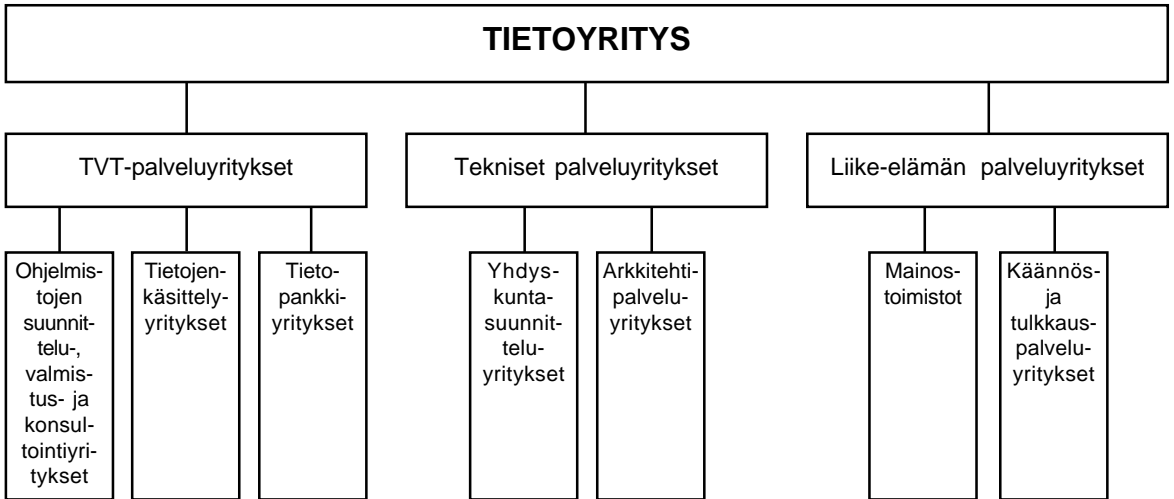 TIETOYRITYS
TVT-palveluyritykset
Tekniset palveluyritykset
Liike-elämän palveluyritykset
Ohjelmis-
tojen
suunnit-
telu-,
valmis-
tus- ja
konsul-
tointiyri-
tykset
Tietojen-
käsittely-
yritykset
Tieto-
pankki-
yritykset
Yhdys-
kunta-
suunnit-
telu-
yritykset
Arkkitehti-
palvelu-
yritykset
Mainos-
toimistot
Käännös-
ja
tulkkaus-
palvelu-
yritykset